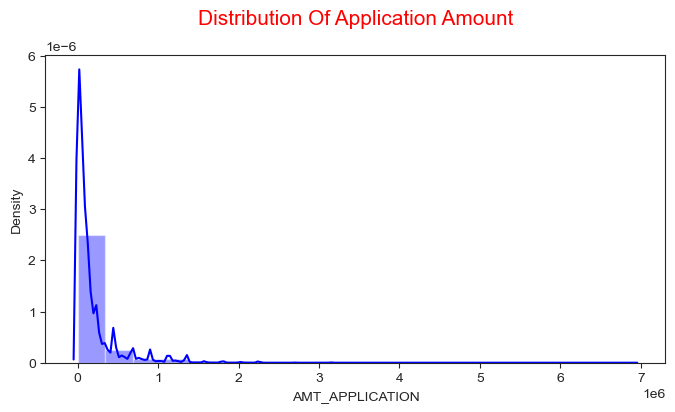 Distribution Of Application Amount
1e−6
6
5
4
3
2
1
0
Density
0 1 2 3 4 5 6 7
1e6
AMT_APPLICATION